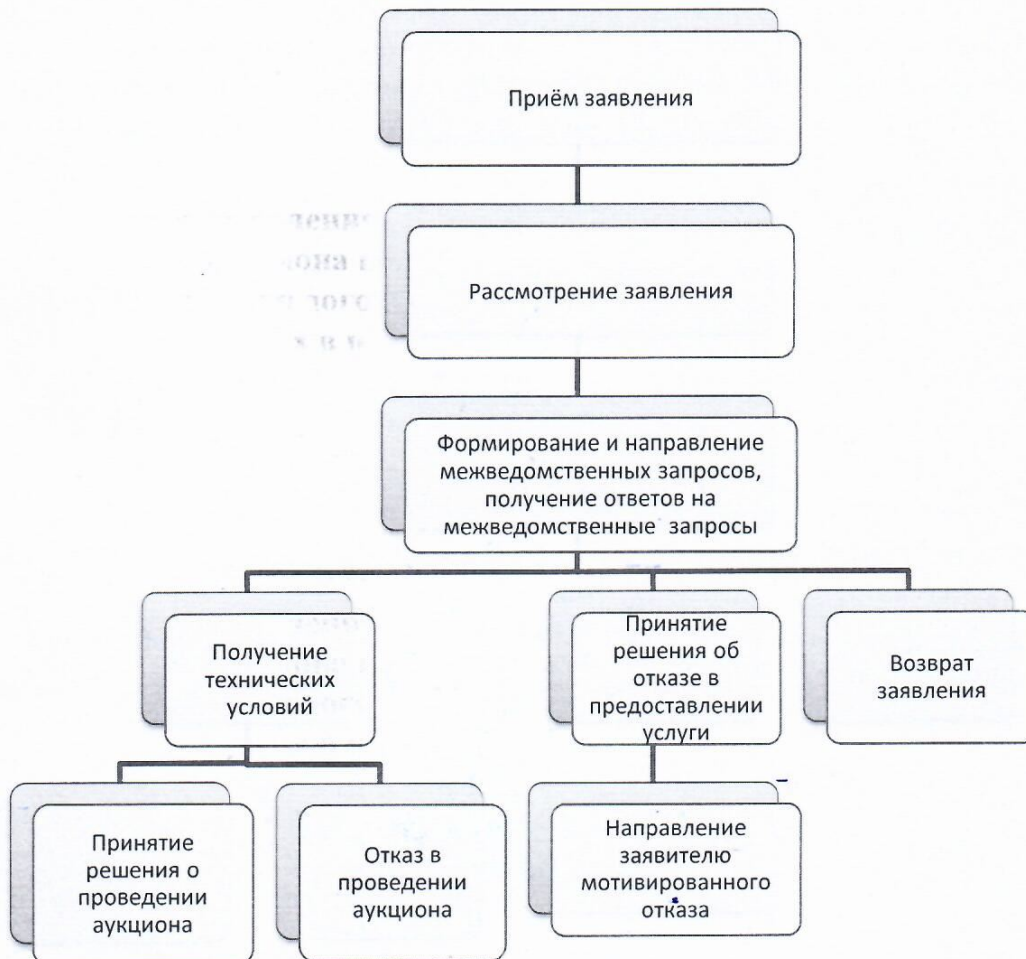 Приём заявления
Рассмотрение заявления
Формирование и направление
межведомственных запросов,
получение ответов на
межведомственные запросы
Получение
технических
условий
Принятие
решения об
отказе в
предоставлении
услуги
Возврат
заявления
Принятие
решения о
проведении
аукциона
Отказ в
проведении
аукциона
Направление
заявителю
мотивированного
отказа